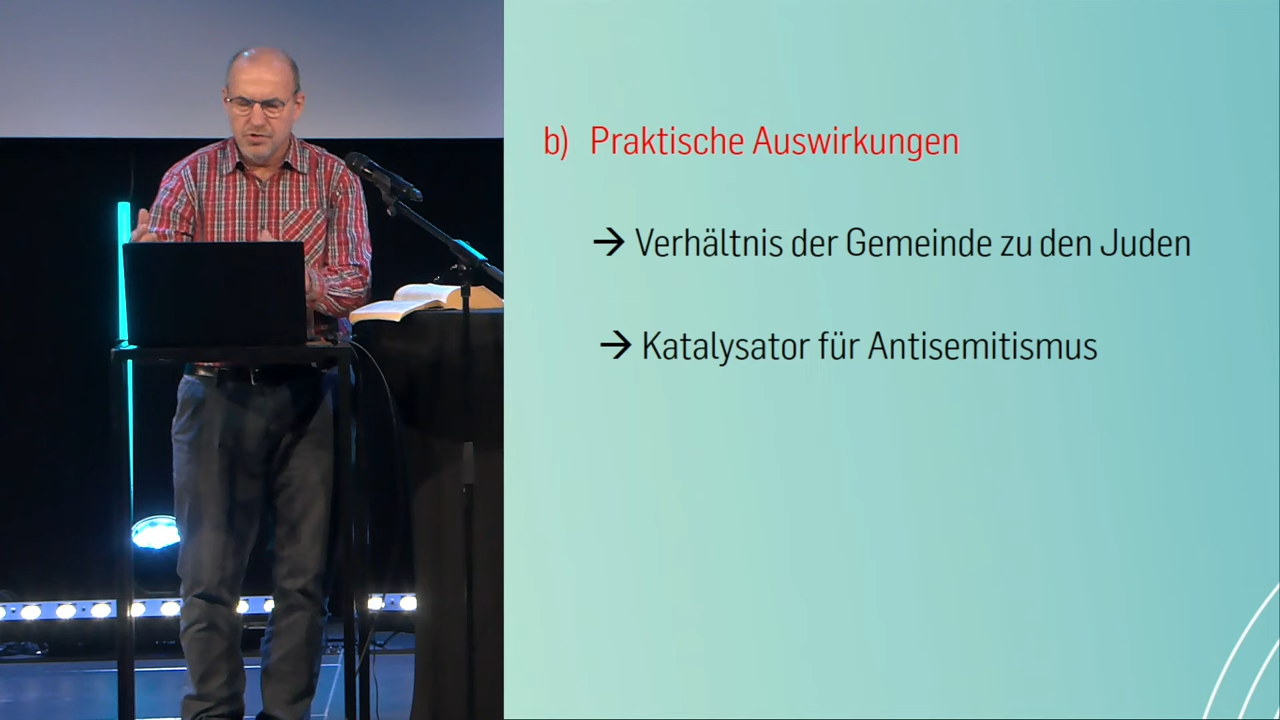 b) Praktische Auswirkungen
→ Verhältnis der Gemeinde zu den Juden
→ Katalysator für Antisemitismus